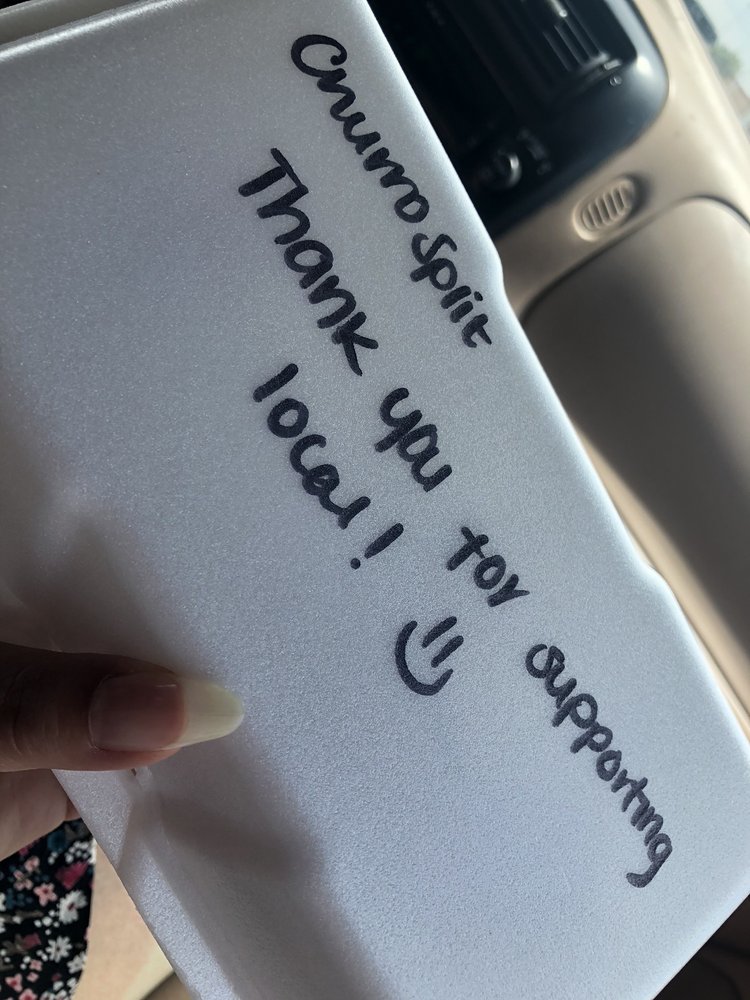 Churro Split
Thank you for supporting
local! =)